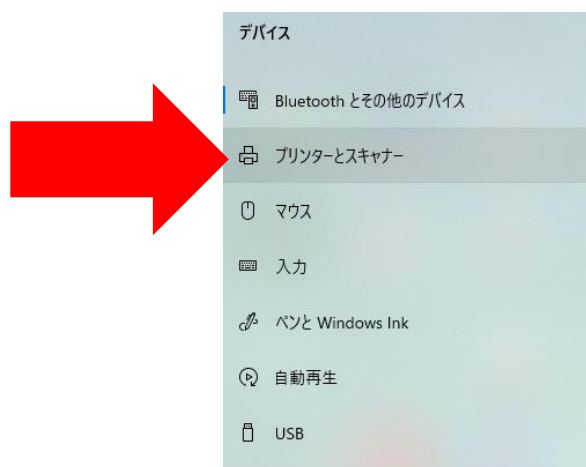 デバイス
Bluetooth とその他のデバイス
プリンターとスキャナー
マウス
入力
ペンと Windows Ink
自動再生
USB